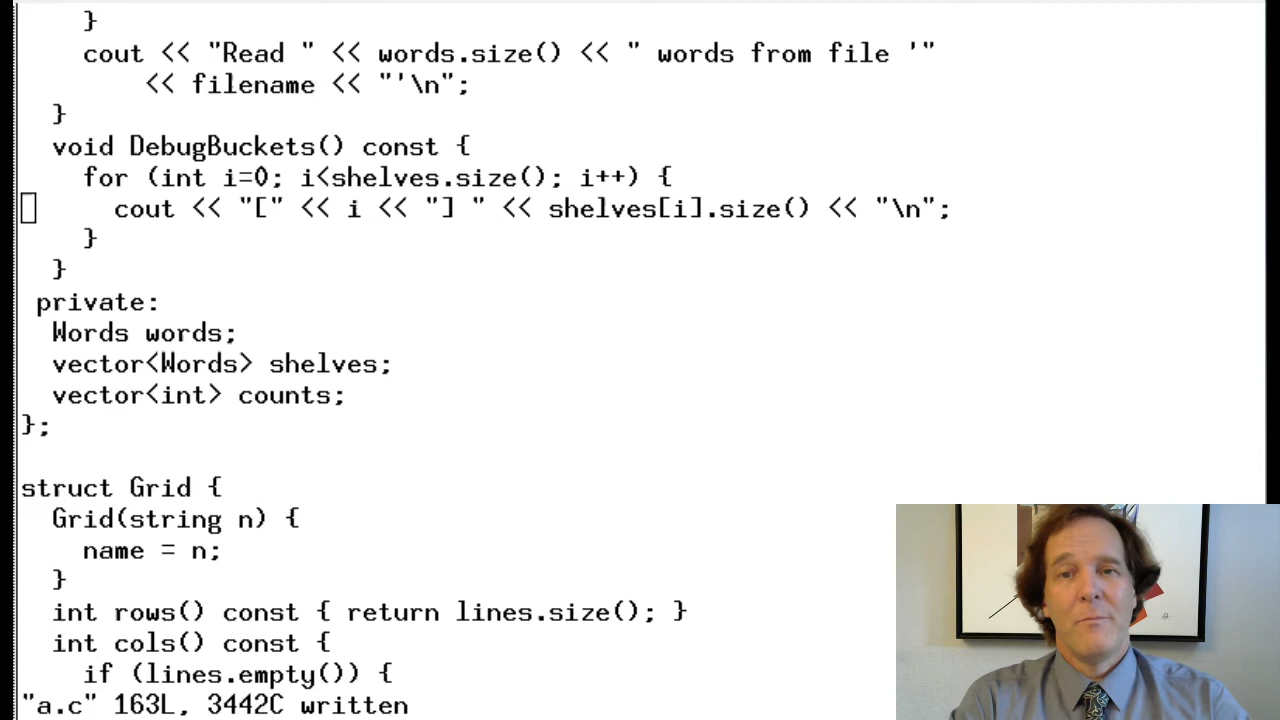 }
    cout << "Read " << words.size() << " words from file '"
        << filename << "'\n";
  }
  void DebugBuckets() const {
    for (int i=0; i<shelves.size(); i++) {
      cout << "[" << i << "] " << shelves[i].size() << "\n";
    }
  }
 private:
  Words words;
  vector<Words> shelves;
  vector<int> counts;
};

struct Grid {
  Grid(string n) {
    name = n;
  }
  int rows() const { return lines.size(); }
  int cols() const {
    if (lines.empty()) {
"a.c" 163L, 3442C written